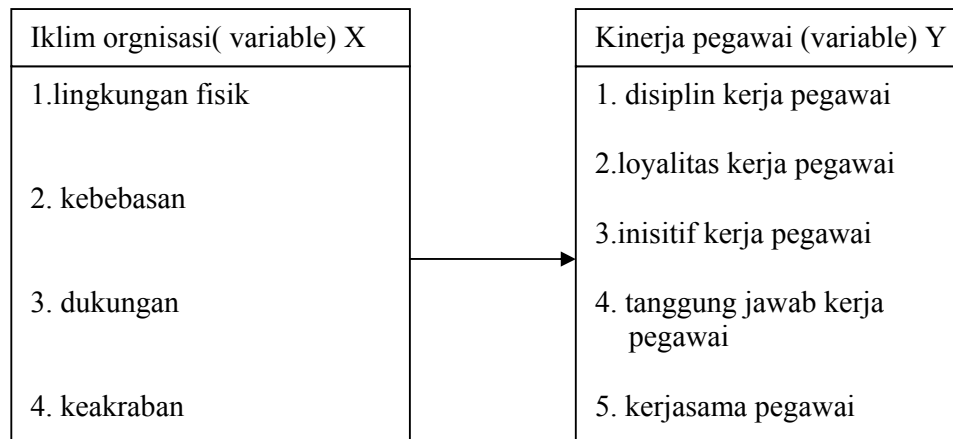 Iklim orgnisasi( variable) X
1.lingkungan fisik
2. kebebasan
3. dukungan
4. keakraban
Kinerja pegawai (variable) Y
1. disiplin kerja pegawai
2.loyalitas kerja pegawai
3.inisitif kerja pegawai
4. tanggung jawab kerja
pegawai
5. kerjasama pegawai